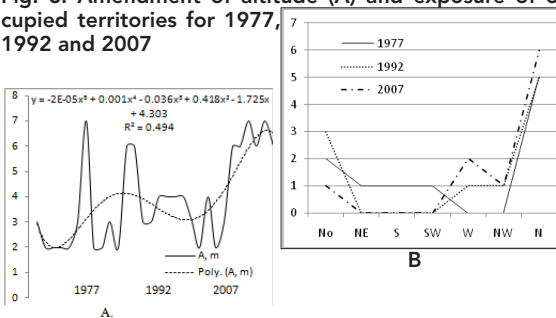 cupied territories for 1977,
1992 and 2007
8
y = -2E-05x⁶ + 0.001x⁴ - 0.036x³ + 0.418x² - 1.725x
+ 4.303
R² = 0.494
7
6
5
4
3
2
1
0
A, m
Poly. (A, m)
1977 1992 2007
A.
7
6
5
4
3
2
1
0
1977
1992
2007
No NE S SW W NW N
B